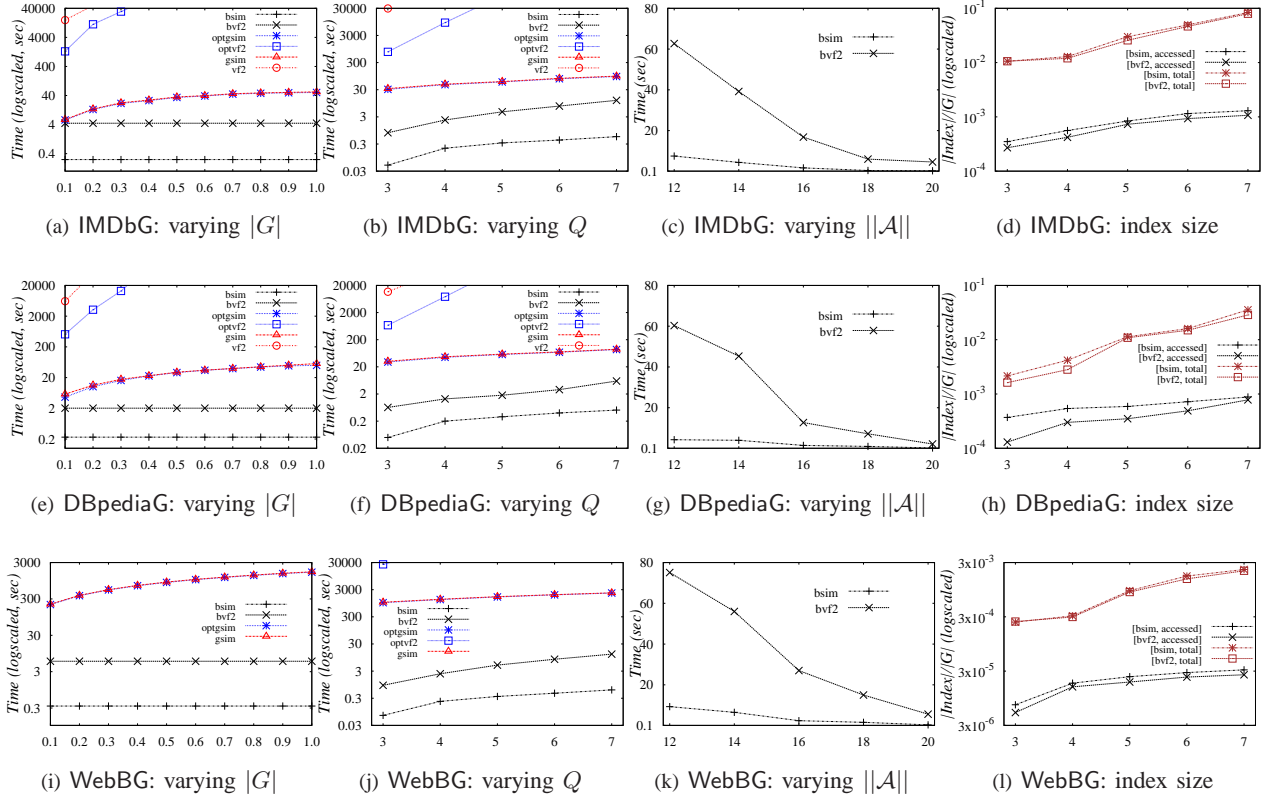 Time (logscaled, sec)
40000
4000
400
40
4
0.4
bsim
bvf2
optgsim
optvf2
gsim
vf2
0.1 0.2 0.3 0.4 0.5 0.6 0.7 0.8 0.9 1.0
(a) IMDbG: varying |G|
Time (logscaled, sec)
30000
3000
300
30
3
0.3
0.03
bsim
bvf2
optgsim
optvf2
gsim
vf2
3 4 5 6 7
(b) IMDbG: varying Q
Time (sec)
80
60
40
20
0.1
bsim
bvf2
12 14 16 18 20
(c) IMDbG: varying ||𝒜||
|Index|/|G| (logscaled)
10⁻¹
10⁻²
10⁻³
10⁻⁴
[bsim, accessed]
[bvf2, accessed]
[bsim, total]
[bvf2, total]
3 4 5 6 7
(d) IMDbG: index size
Time (logscaled, sec)
20000
2000
200
20
2
0.2
bsim
bvf2
optgsim
optvf2
gsim
vf2
0.1 0.2 0.3 0.4 0.5 0.6 0.7 0.8 0.9 1.0
(e) DBpediaG: varying |G|
Time (logscaled, sec)
20000
2000
200
20
2
0.2
0.02
bsim
bvf2
optgsim
optvf2
gsim
vf2
3 4 5 6 7
(f) DBpediaG: varying Q
Time (sec)
80
60
40
20
0.1
bsim
bvf2
12 14 16 18 20
(g) DBpediaG: varying ||𝒜||
|Index|/|G| (logscaled)
10⁻¹
10⁻²
10⁻³
10⁻⁴
[bsim, accessed]
[bvf2, accessed]
[bsim, total]
[bvf2, total]
3 4 5 6 7
(h) DBpediaG: index size
Time (logscaled, sec)
3000
300
30
3
0.3
bsim
bvf2
optgsim
gsim
0.1 0.2 0.3 0.4 0.5 0.6 0.7 0.8 0.9 1.0
(i) WebBG: varying |G|
Time (logscaled, sec)
30000
3000
300
30
3
0.3
0.03
bsim
bvf2
optgsim
optvf2
gsim
3 4 5 6 7
(j) WebBG: varying Q
Time (sec)
80
60
40
20
0.1
bsim
bvf2
12 14 16 18 20
(k) WebBG: varying ||𝒜||
|Index|/|G| (logscaled)
3x10⁻³
3x10⁻⁴
3x10⁻⁵
3x10⁻⁶
[bsim, accessed]
[bvf2, accessed]
[bsim, total]
[bvf2, total]
3 4 5 6 7
(l) WebBG: index size